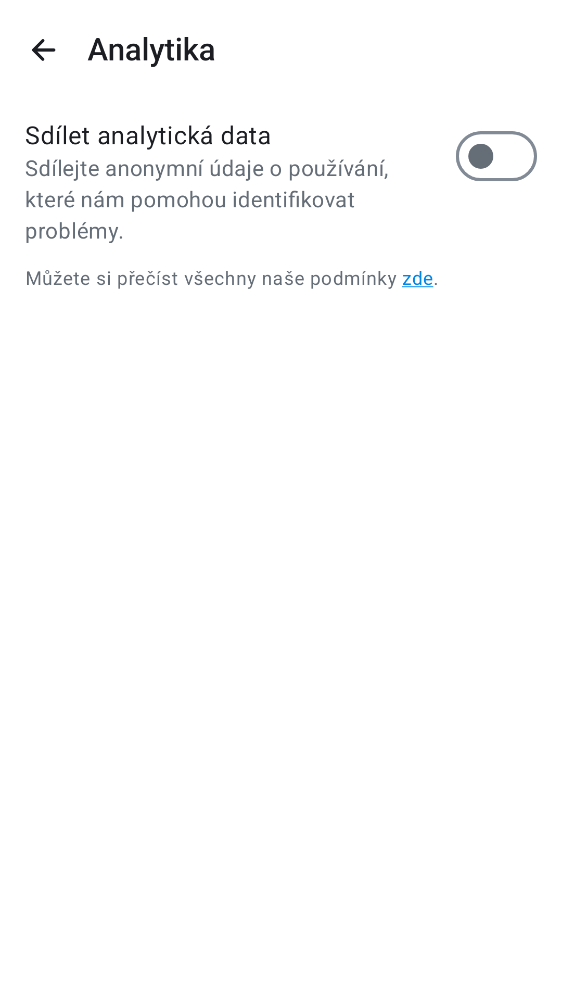 Analytika
Sdílet analytická data
Sdílejte anonymní údaje o používání,
které nám pomohou identifikovat
problémy.
Můžete si přečíst všechny naše podmínky zde.